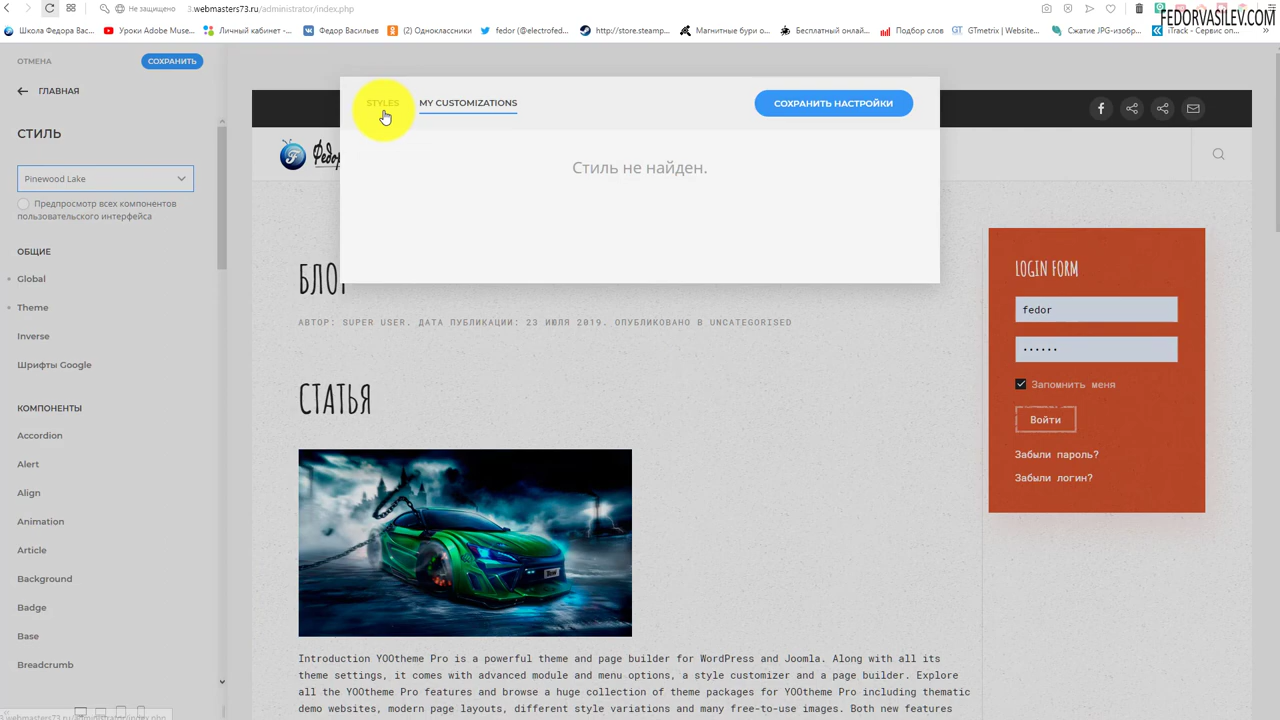 Не защищено
3.webmasters73.ru/administrator/index.php
FEDORVASILEV.COM
Школа Федора Вас...
Уроки Adobe Muse...
Личный кабинет -...
Федор Васильев
(2) Одноклассники
fedor (@electrofed...
http://store.steamp...
Магнитные бури о...
Бесплатный онлай...
Подбор слов
GTmetrix | Website...
Сжатие JPG-изобр...
iTrack - Сервис оп...
ОТМЕНА
СОХРАНИТЬ
ГЛАВНАЯ
СТИЛЬ
Pinewood Lake
Предпросмотр всех компонентов
пользовательского интерфейса
ОБЩИЕ
Global
Theme
Inverse
Шрифты Google
КОМПОНЕНТЫ
Accordion
Alert
Align
Animation
Article
Background
Badge
Base
Breadcrumb
3.webmasters73.ru/administrator/index.php
STYLES
MY CUSTOMIZATIONS
СОХРАНИТЬ НАСТРОЙКИ
Стиль не найден.
АВТОР: SUPER USER. ДАТА ПУБЛИКАЦИИ: 23 ИЮЛЯ 2019. ОПУБЛИКОВАНО В UNCATEGORISED
СТАТЬЯ
Introduction YOOtheme Pro is a powerful theme and page builder for WordPress and Joomla. Along with all its
theme settings, it comes with advanced module and menu options, a style customizer and a page builder. Explore
all the YOOtheme Pro features and browse a huge collection of theme packages for YOOtheme Pro including thematic
demo websites, modern page layouts, different style variations and many free-to-use images. Both new features
LOGIN FORM
fedor
••••••
Запомнить меня
Войти
Забыли пароль?
Забыли логин?